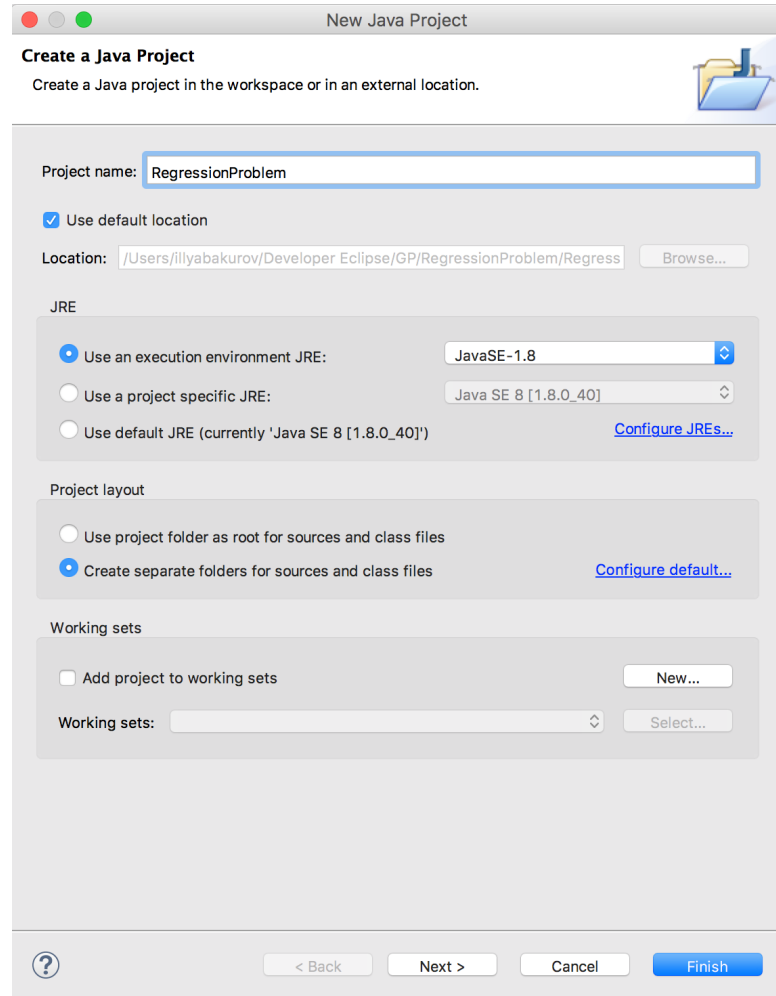 New Java Project
Create a Java Project
Create a Java project in the workspace or in an external location.
Project name: RegressionProblem
Use default location
Location: /Users/illyabakurov/Developer Eclipse/GP/RegressionProblem/Regress Browse...
JRE
Use an execution environment JRE: JavaSE-1.8
Use a project specific JRE: Java SE 8 [1.8.0_40]
Use default JRE (currently 'Java SE 8 [1.8.0_40]') Configure JREs...
Project layout
Use project folder as root for sources and class files
Create separate folders for sources and class files Configure default...
Working sets
Add project to working sets New...
Working sets: Select...
? < Back Next > Cancel Finish